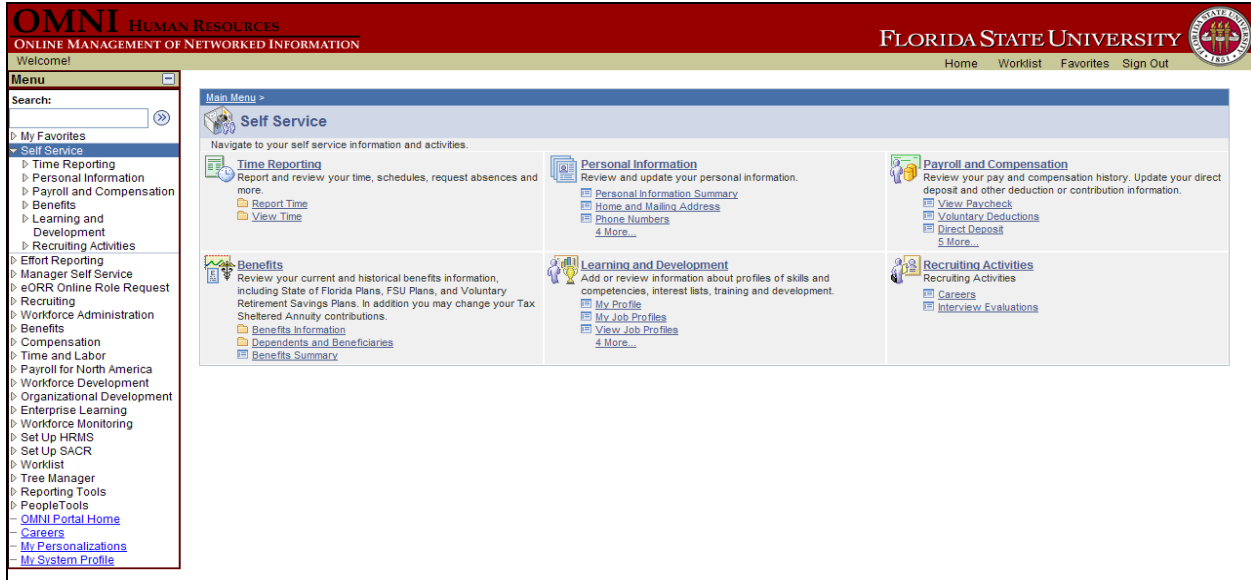 OMNI HUMAN RESOURCES
ONLINE MANAGEMENT OF NETWORKED INFORMATION
FLORIDA STATE UNIVERSITY
FLORIDA STATE UNIVERSITY
1851
Welcome!
Home Worklist Favorites Sign Out
Menu
Search:
My Favorites
Self Service
Time Reporting
Personal Information
Payroll and Compensation
Benefits
Learning and
Development
Recruiting Activities
Effort Reporting
Manager Self Service
eORR Online Role Request
Recruiting
Workforce Administration
Benefits
Compensation
Time and Labor
Payroll for North America
Workforce Development
Organizational Development
Enterprise Learning
Workforce Monitoring
Set Up HRMS
Set Up SACR
Worklist
Tree Manager
Reporting Tools
PeopleTools
OMNI Portal Home
Careers
My Personalizations
My System Profile
Main Menu >
Self Service
Navigate to your self service information and activities.
Time Reporting
Report and review your time, schedules, request absences and
more.
Report Time
View Time
Personal Information
Review and update your personal information.
Personal Information Summary
Home and Mailing Address
Phone Numbers
4 More...
Payroll and Compensation
Review your pay and compensation history. Update your direct
deposit and other deduction or contribution information.
View Paycheck
Voluntary Deductions
Direct Deposit
5 More...
Benefits
Review your current and historical benefits information,
including State of Florida Plans, FSU Plans, and Voluntary
Retirement Savings Plans. In addition you may change your Tax
Sheltered Annuity contributions.
Benefits Information
Dependents and Beneficiaries
Benefits Summary
Learning and Development
Add or review information about profiles of skills and
competencies, interest lists, training and development.
My Profile
My Job Profiles
View Job Profiles
4 More...
Recruiting Activities
Recruiting Activities
Careers
Interview Evaluations